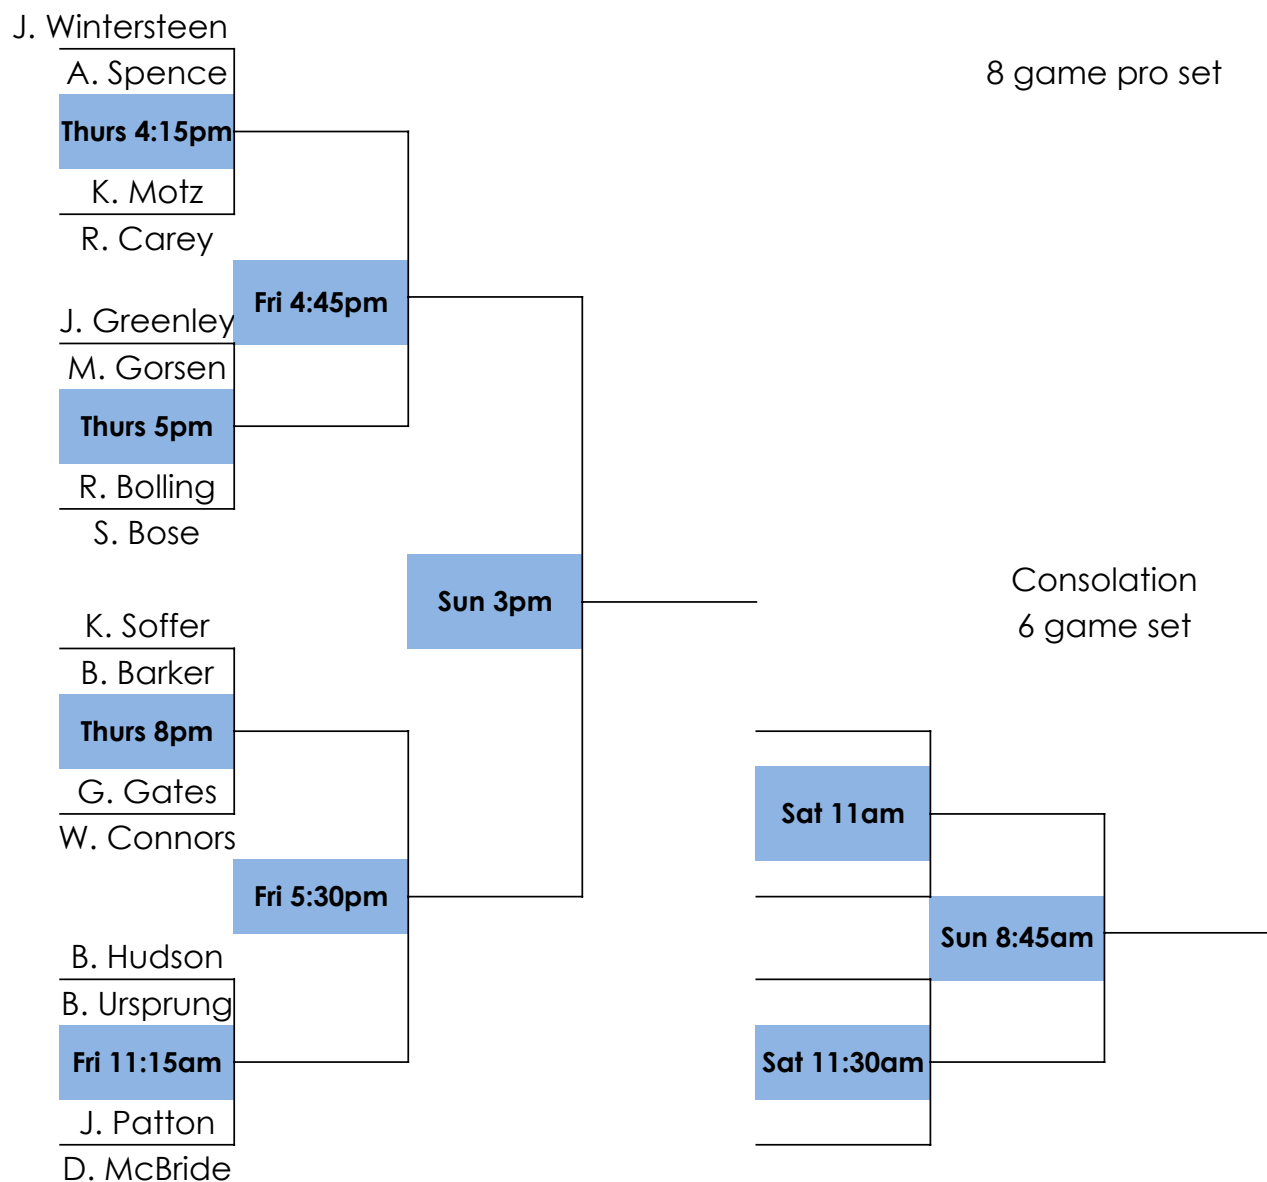 J. Wintersteen
A. Spence
8 game pro set
Thurs 4:15pm
K. Motz
R. Carey
Fri 4:45pm
J. Greenley
M. Gorsen
Thurs 5pm
R. Bolling
S. Bose
Consolation
Sun 3pm
6 game set
K. Soffer
B. Barker
Thurs 8pm
G. Gates
Sat 11am
W. Connors
Fri 5:30pm
Sun 8:45am
B. Hudson
B. Ursprung
Fri 11:15am
Sat 11:30am
J. Patton
D. McBride